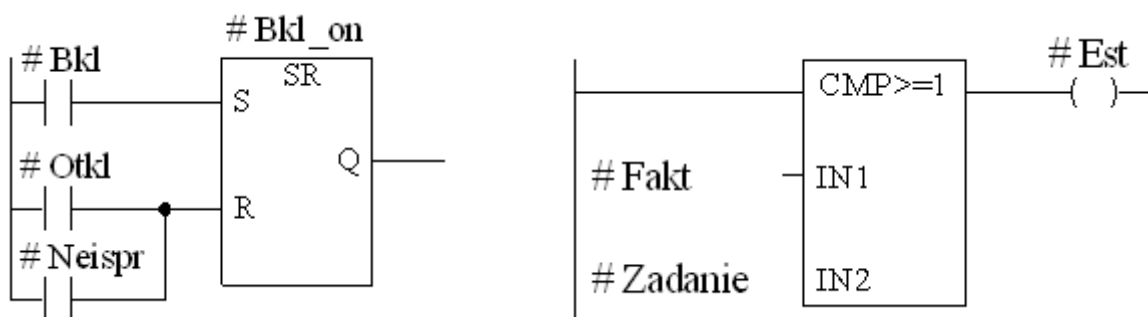 # Bkl_on
# Bkl
SR
S
# Otkl
Q
R
# Neispr
# Est
CMP>=1
( )
# Fakt
IN1
# Zadanie
IN2